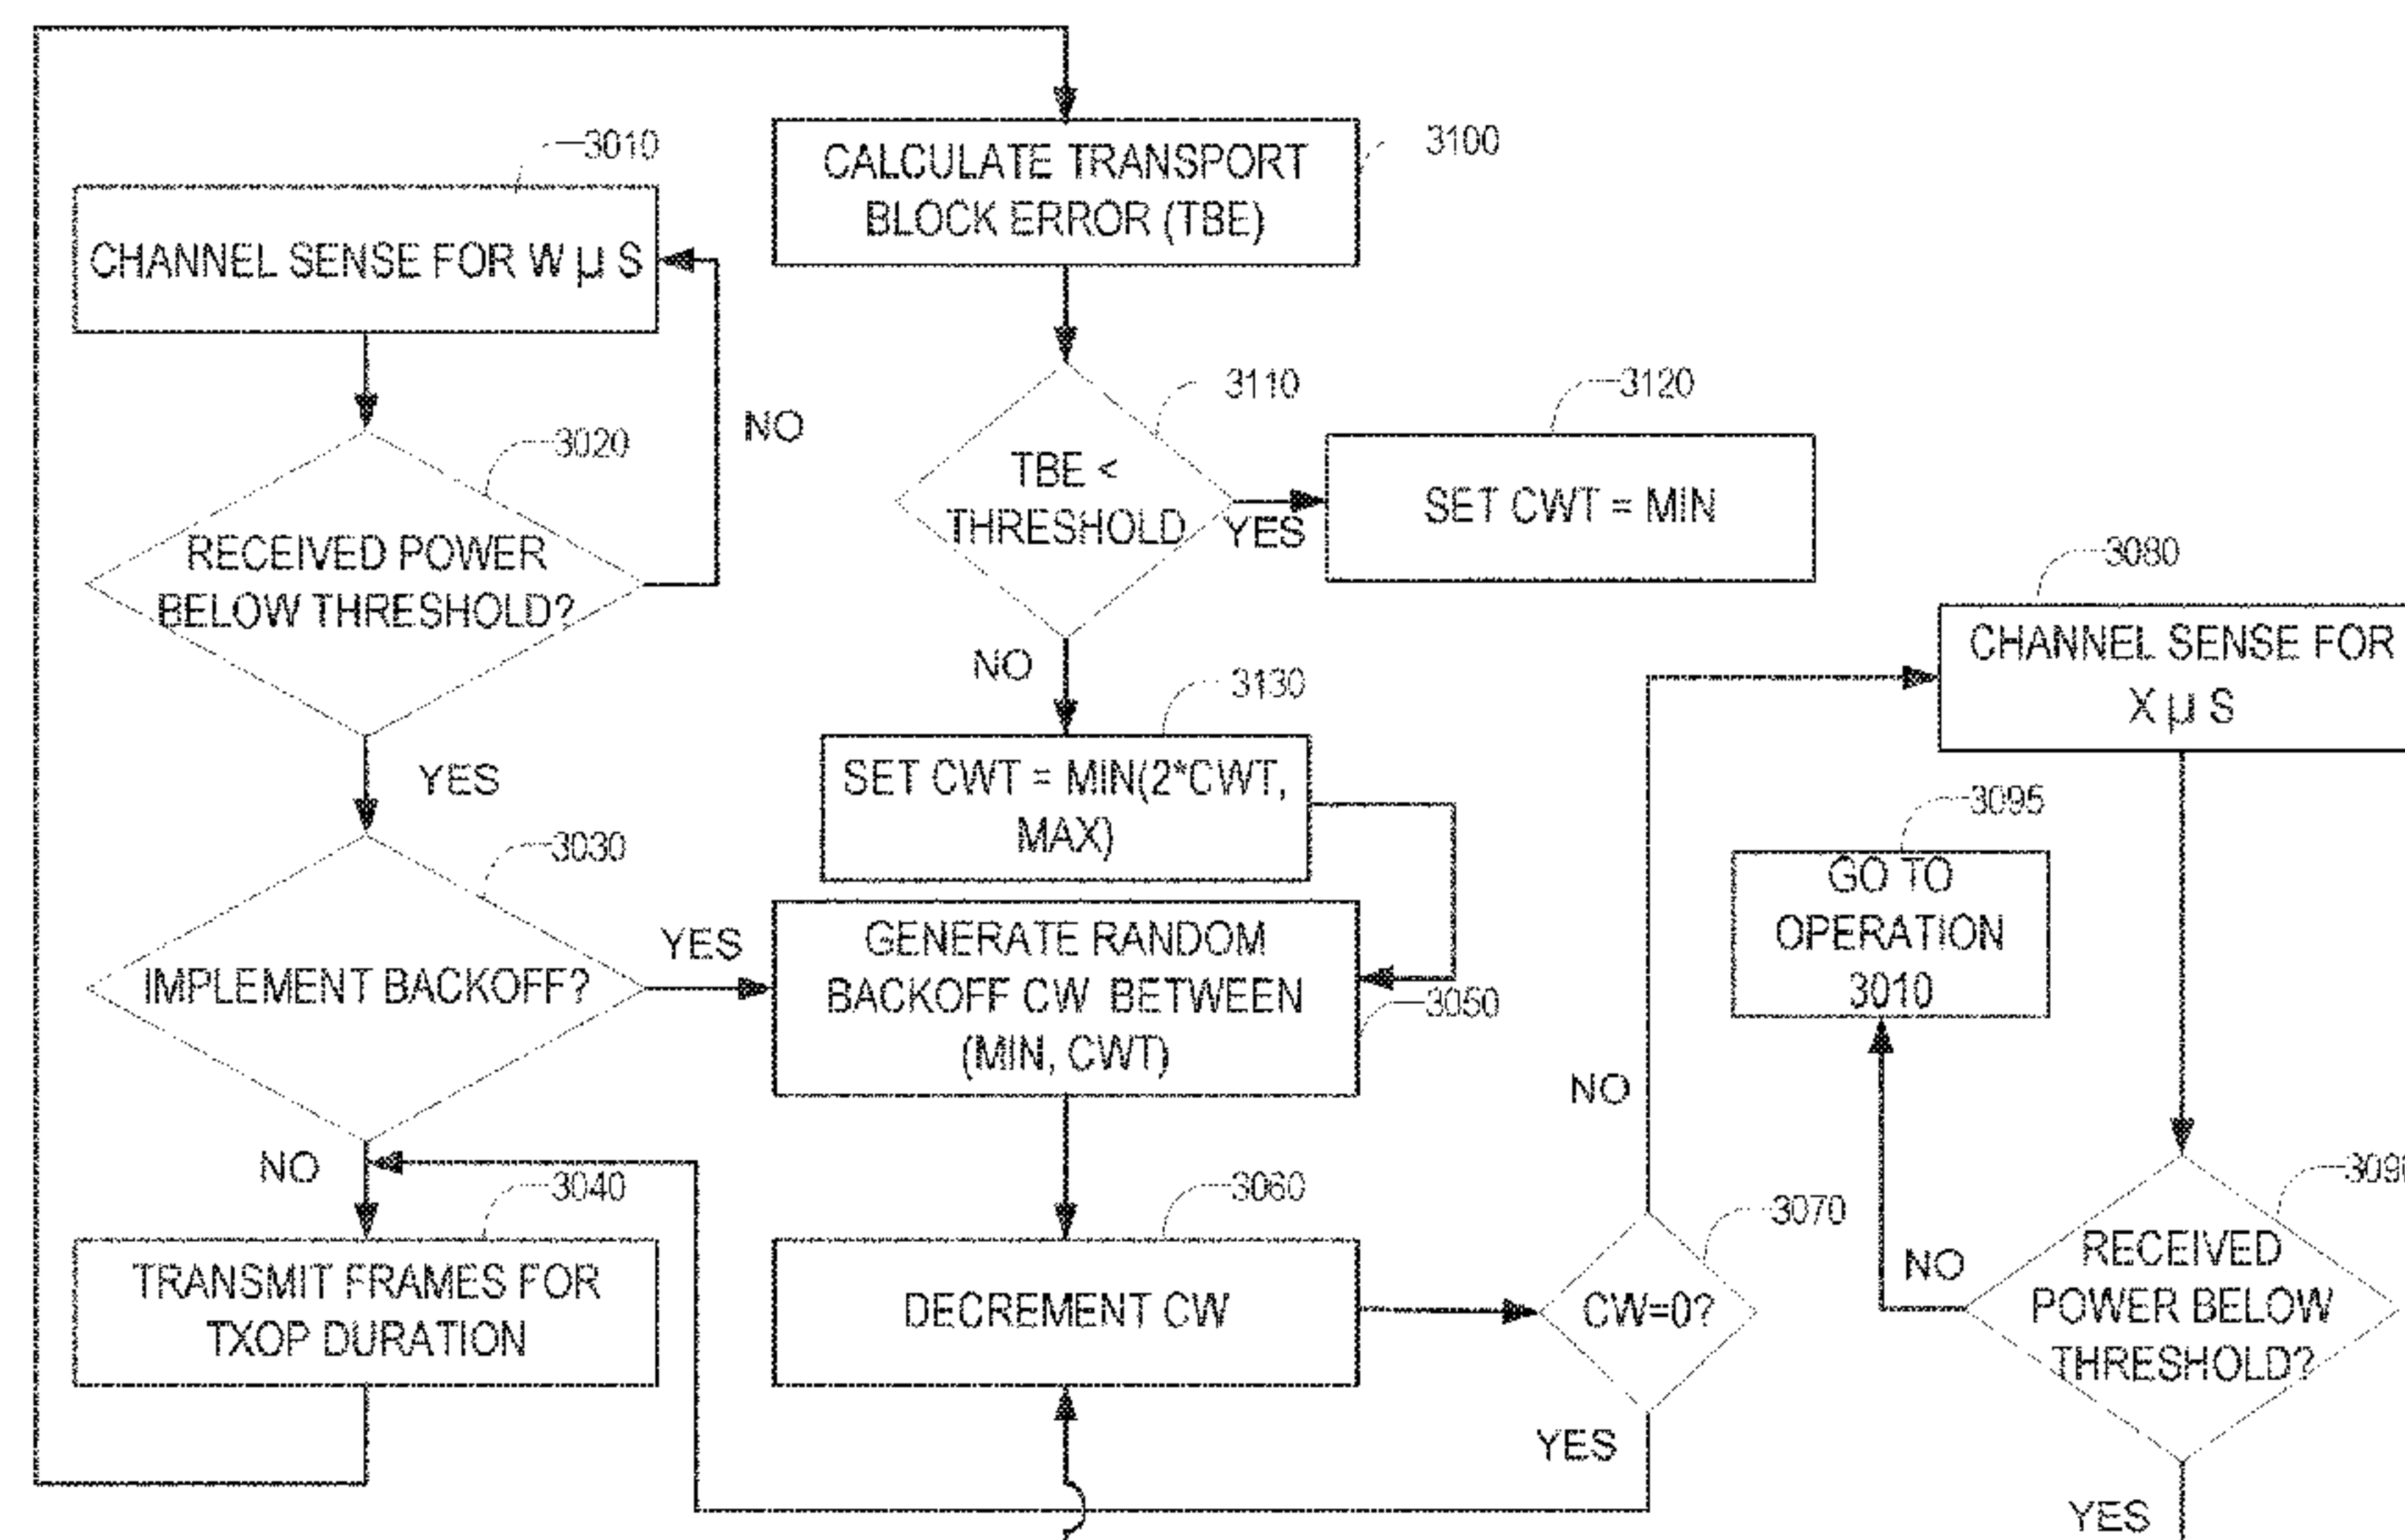 3010
CHANNEL SENSE FOR W µ S
NO
3020
RECEIVED POWER
BELOW THRESHOLD?
YES
3030
IMPLEMENT BACKOFF?
YES
NO
3040
TRANSMIT FRAMES FOR
TXOP DURATION
3100
CALCULATE TRANSPORT
BLOCK ERROR (TBE)
3110
TBE <
THRESHOLD
YES
3120
SET CWT = MIN
NO
3130
SET CWT = MIN(2*CWT,
MAX)
GENERATE RANDOM
BACKOFF CW BETWEEN
(MIN, CWT)
3050
3060
DECREMENT CW
3070
CW=0?
NO
YES
3080
CHANNEL SENSE FOR
X µ S
3095
GO TO
OPERATION
3010
NO
3090
RECEIVED
POWER BELOW
THRESHOLD?
YES